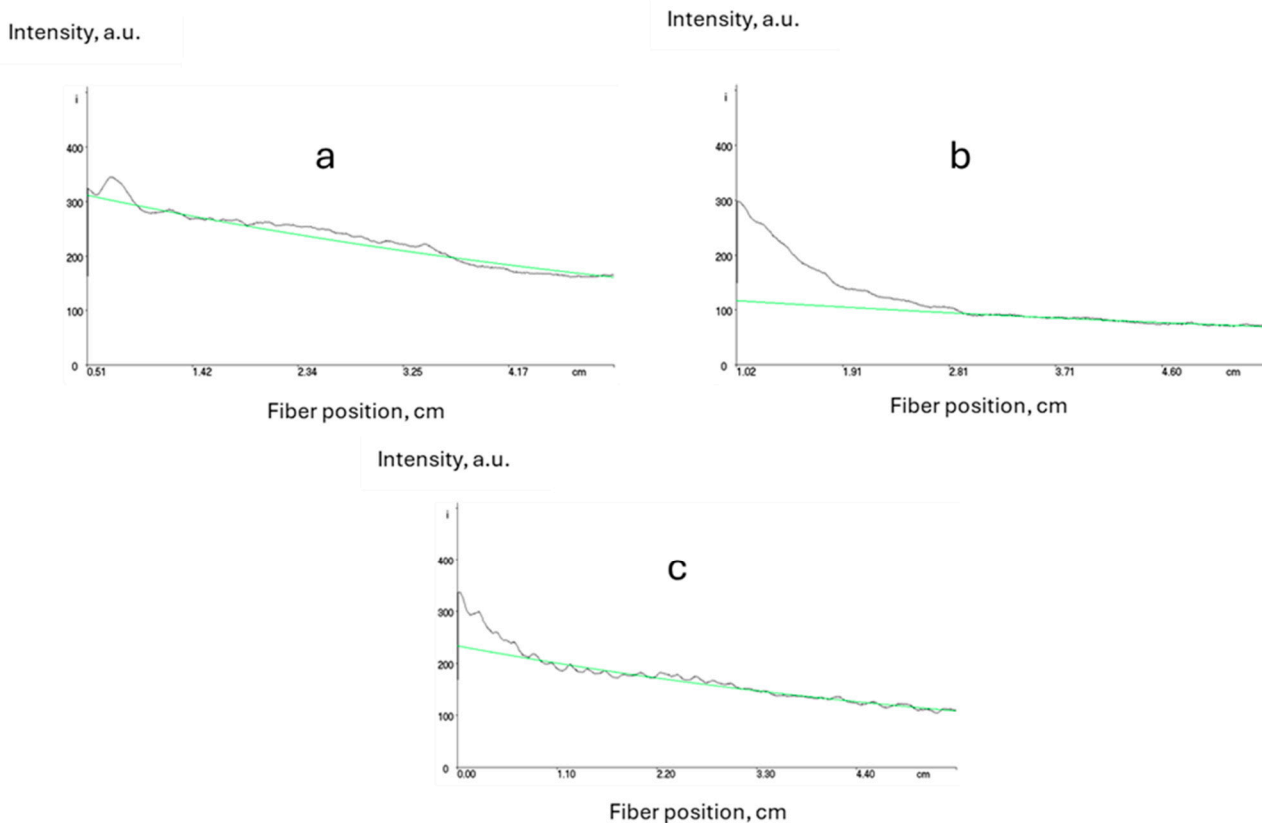 Intensity, a.u.
i
400
300
200
100
0
a
0.51 1.42 2.34 3.25 4.17 cm
Fiber position, cm
Intensity, a.u.
i
400
300
200
100
0
b
1.02 1.91 2.81 3.71 4.60 cm
Fiber position, cm
Intensity, a.u.
i
400
300
200
100
0
c
0.00 1.10 2.20 3.30 4.40 cm
Fiber position, cm